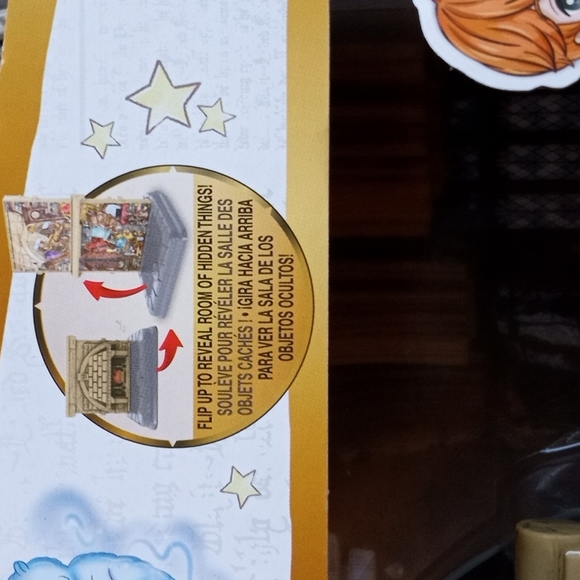 FLIP UP TO REVEAL ROOM OF HIDDEN THINGS!
SOULÈVE POUR RÉVÉLER LA SALLE DES
OBJETS CACHÉS ! • ¡GIRA HACIA ARRIBA
PARA VER LA SALA DE LOS
OBJETOS OCULTOS!